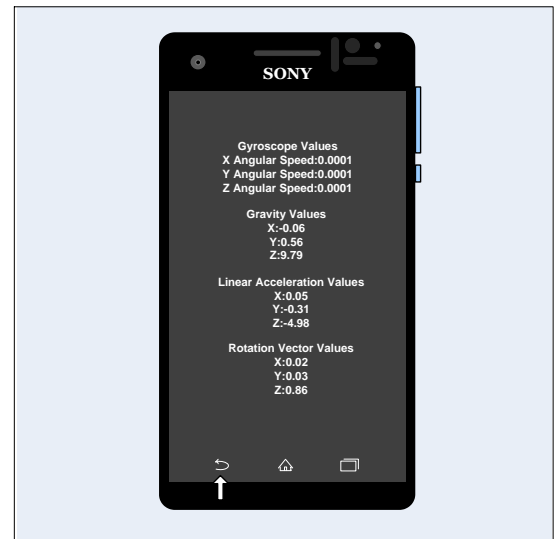 SONY
Gyroscope Values
X Angular Speed:0.0001
Y Angular Speed:0.0001
Z Angular Speed:0.0001
Gravity Values
X:-0.06
Y:0.56
Z:9.79
Linear Acceleration Values
X:0.05
Y:-0.31
Z:-4.98
Rotation Vector Values
X:0.02
Y:0.03
Z:0.86